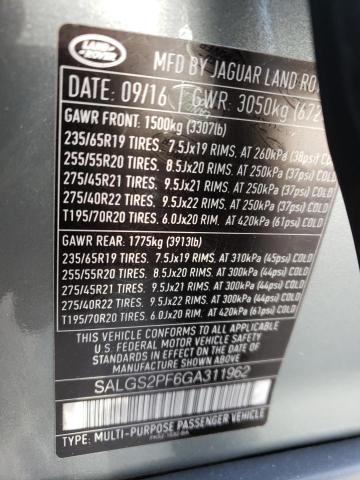 LAND-
ROVER
MFD BY JAGUAR LAND-RO
DATE: 09/16 GWR: 3050kg (672
GAWR FRONT: 1500kg (3307lb)
235/65R19 TIRES. 7.5Jx19 RIMS. AT 260kPa (38psi) COLD
255/55R20 TIRES. 8.5Jx20 RIMS. AT 250kPa (37psi) COLD
275/45R21 TIRES. 9.5Jx21 RIMS. AT 250kPa (37psi) COLD
275/40R22 TIRES. 9.5Jx22 RIMS. AT 250kPa (37psi) COLD
T195/70R20 TIRES. 6.0Jx20 RIMS. AT 420kPa (61psi) COLD
GAWR REAR: 1775kg (3913lb)
235/65R19 TIRES. 7.5Jx19 RIMS. AT 310kPa (45psi) COLD
255/55R20 TIRES. 8.5Jx20 RIMS. AT 300kPa (44psi) COLD
275/45R21 TIRES. 9.5Jx21 RIMS. AT 300kPa (44psi) COLD
275/40R22 TIRES. 9.5Jx22 RIMS. AT 300kPa (44psi) COLD
T195/70R20 TIRES. 6.0Jx20 RIMS. AT 420kPa (61psi) COLD
THIS VEHICLE CONFORMS TO ALL APPLICABLE
U.S. FEDERAL MOTOR VEHICLE SAFETY AND BUMPER
STANDARDS IN EFFECT ON THE DATE OF
MANUFACTURE SHOWN ABOVE.
SALGS2PF6GA311962
TYPE: MULTI-PURPOSE PASSENGER VEHICLE